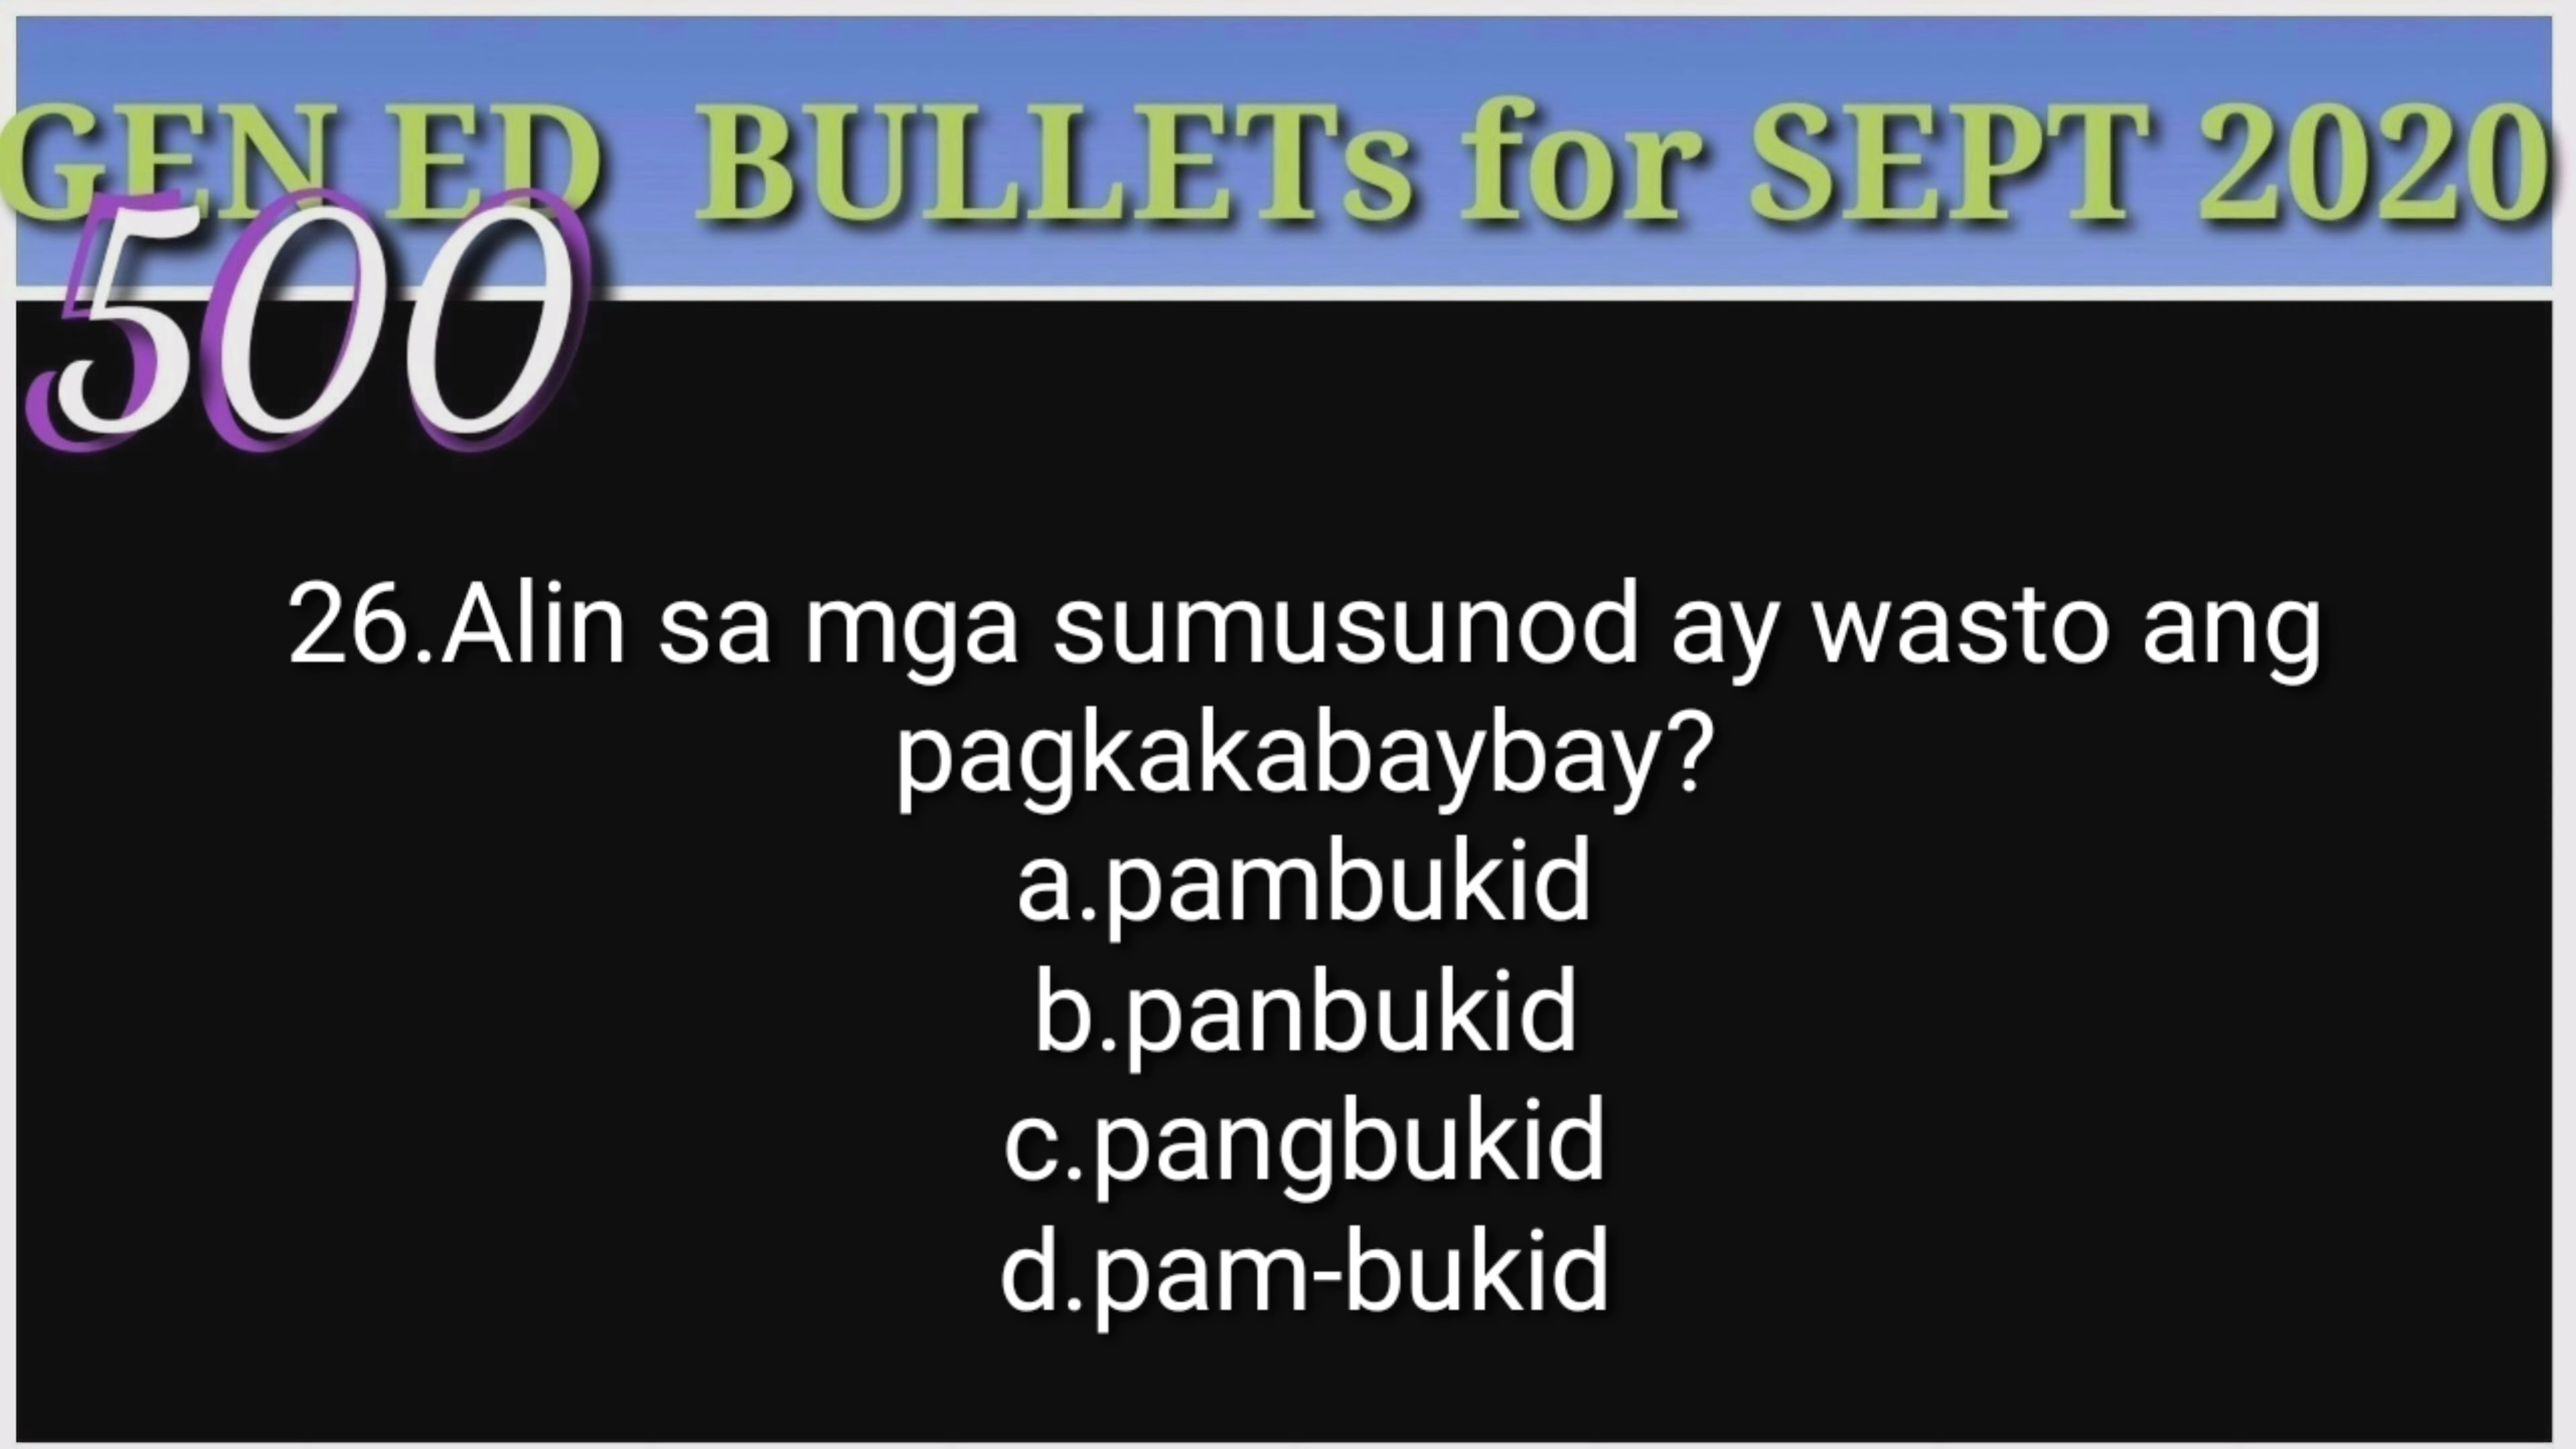 GEN ED BULLETs for SEPT 2020
500
26.Alin sa mga sumusunod ay wasto ang
pagkakabaybay?
a.pambukid
b.panbukid
c.pangbukid
d.pam-bukid